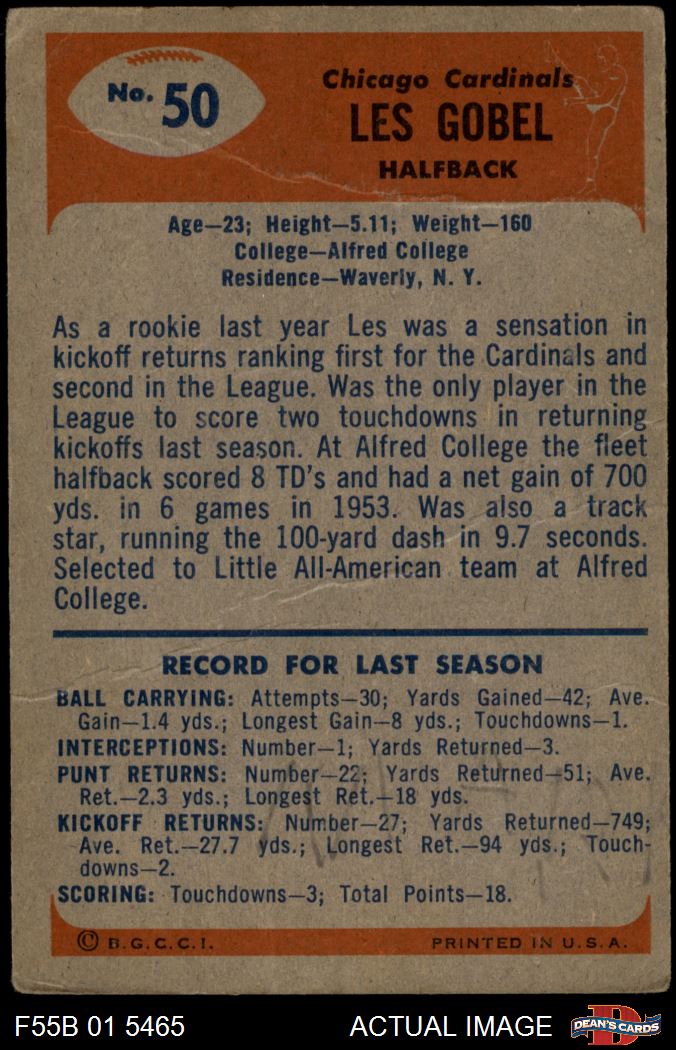 No. 50
Chicago Cardinals
LES GOBEL
HALFBACK
Age—23; Height—5.11; Weight—160
College—Alfred College
Residence—Waverly, N. Y.
As a rookie last year Les was a sensation in
kickoff returns ranking first for the Cardinals and
second in the League. Was the only player in the
League to score two touchdowns in returning
kickoffs last season. At Alfred College the fleet
halfback scored 8 TD's and had a net gain of 700
yds. in 6 games in 1953. Was also a track
star, running the 100-yard dash in 9.7 seconds.
Selected to Little All-American team at Alfred
College.
RECORD FOR LAST SEASON
BALL CARRYING: Attempts—30; Yards Gained—42; Ave.
Gain—1.4 yds.; Longest Gain—8 yds.; Touchdowns—1.
INTERCEPTIONS: Number—1; Yards Returned—3.
PUNT RETURNS: Number—22; Yards Returned—51; Ave.
Ret.—2.3 yds.; Longest Ret.—18 yds.
KICKOFF RETURNS: Number—27; Yards Returned—749;
Ave. Ret.—27.7 yds.; Longest Ret.—94 yds.; Touch-
downs—2.
SCORING: Touchdowns—3; Total Points—18.
© B.G.C.C.I.
PRINTED IN U.S.A.
F55B 01 5465
ACTUAL IMAGE
DEAN'S CARDS